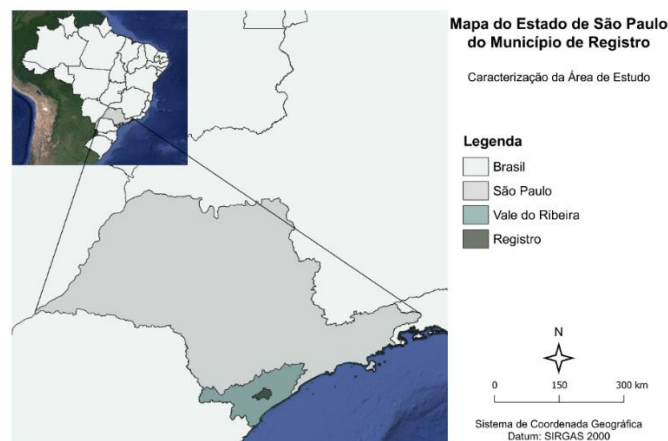 Mapa do Estado de São Paulo
do Município de Registro
Caracterização da Área de Estudo
Legenda
Brasil
São Paulo
Vale do Ribeira
Registro
N
0 150 300 km
Sistema de Coordenada Geográfica
Datum: SIRGAS 2000